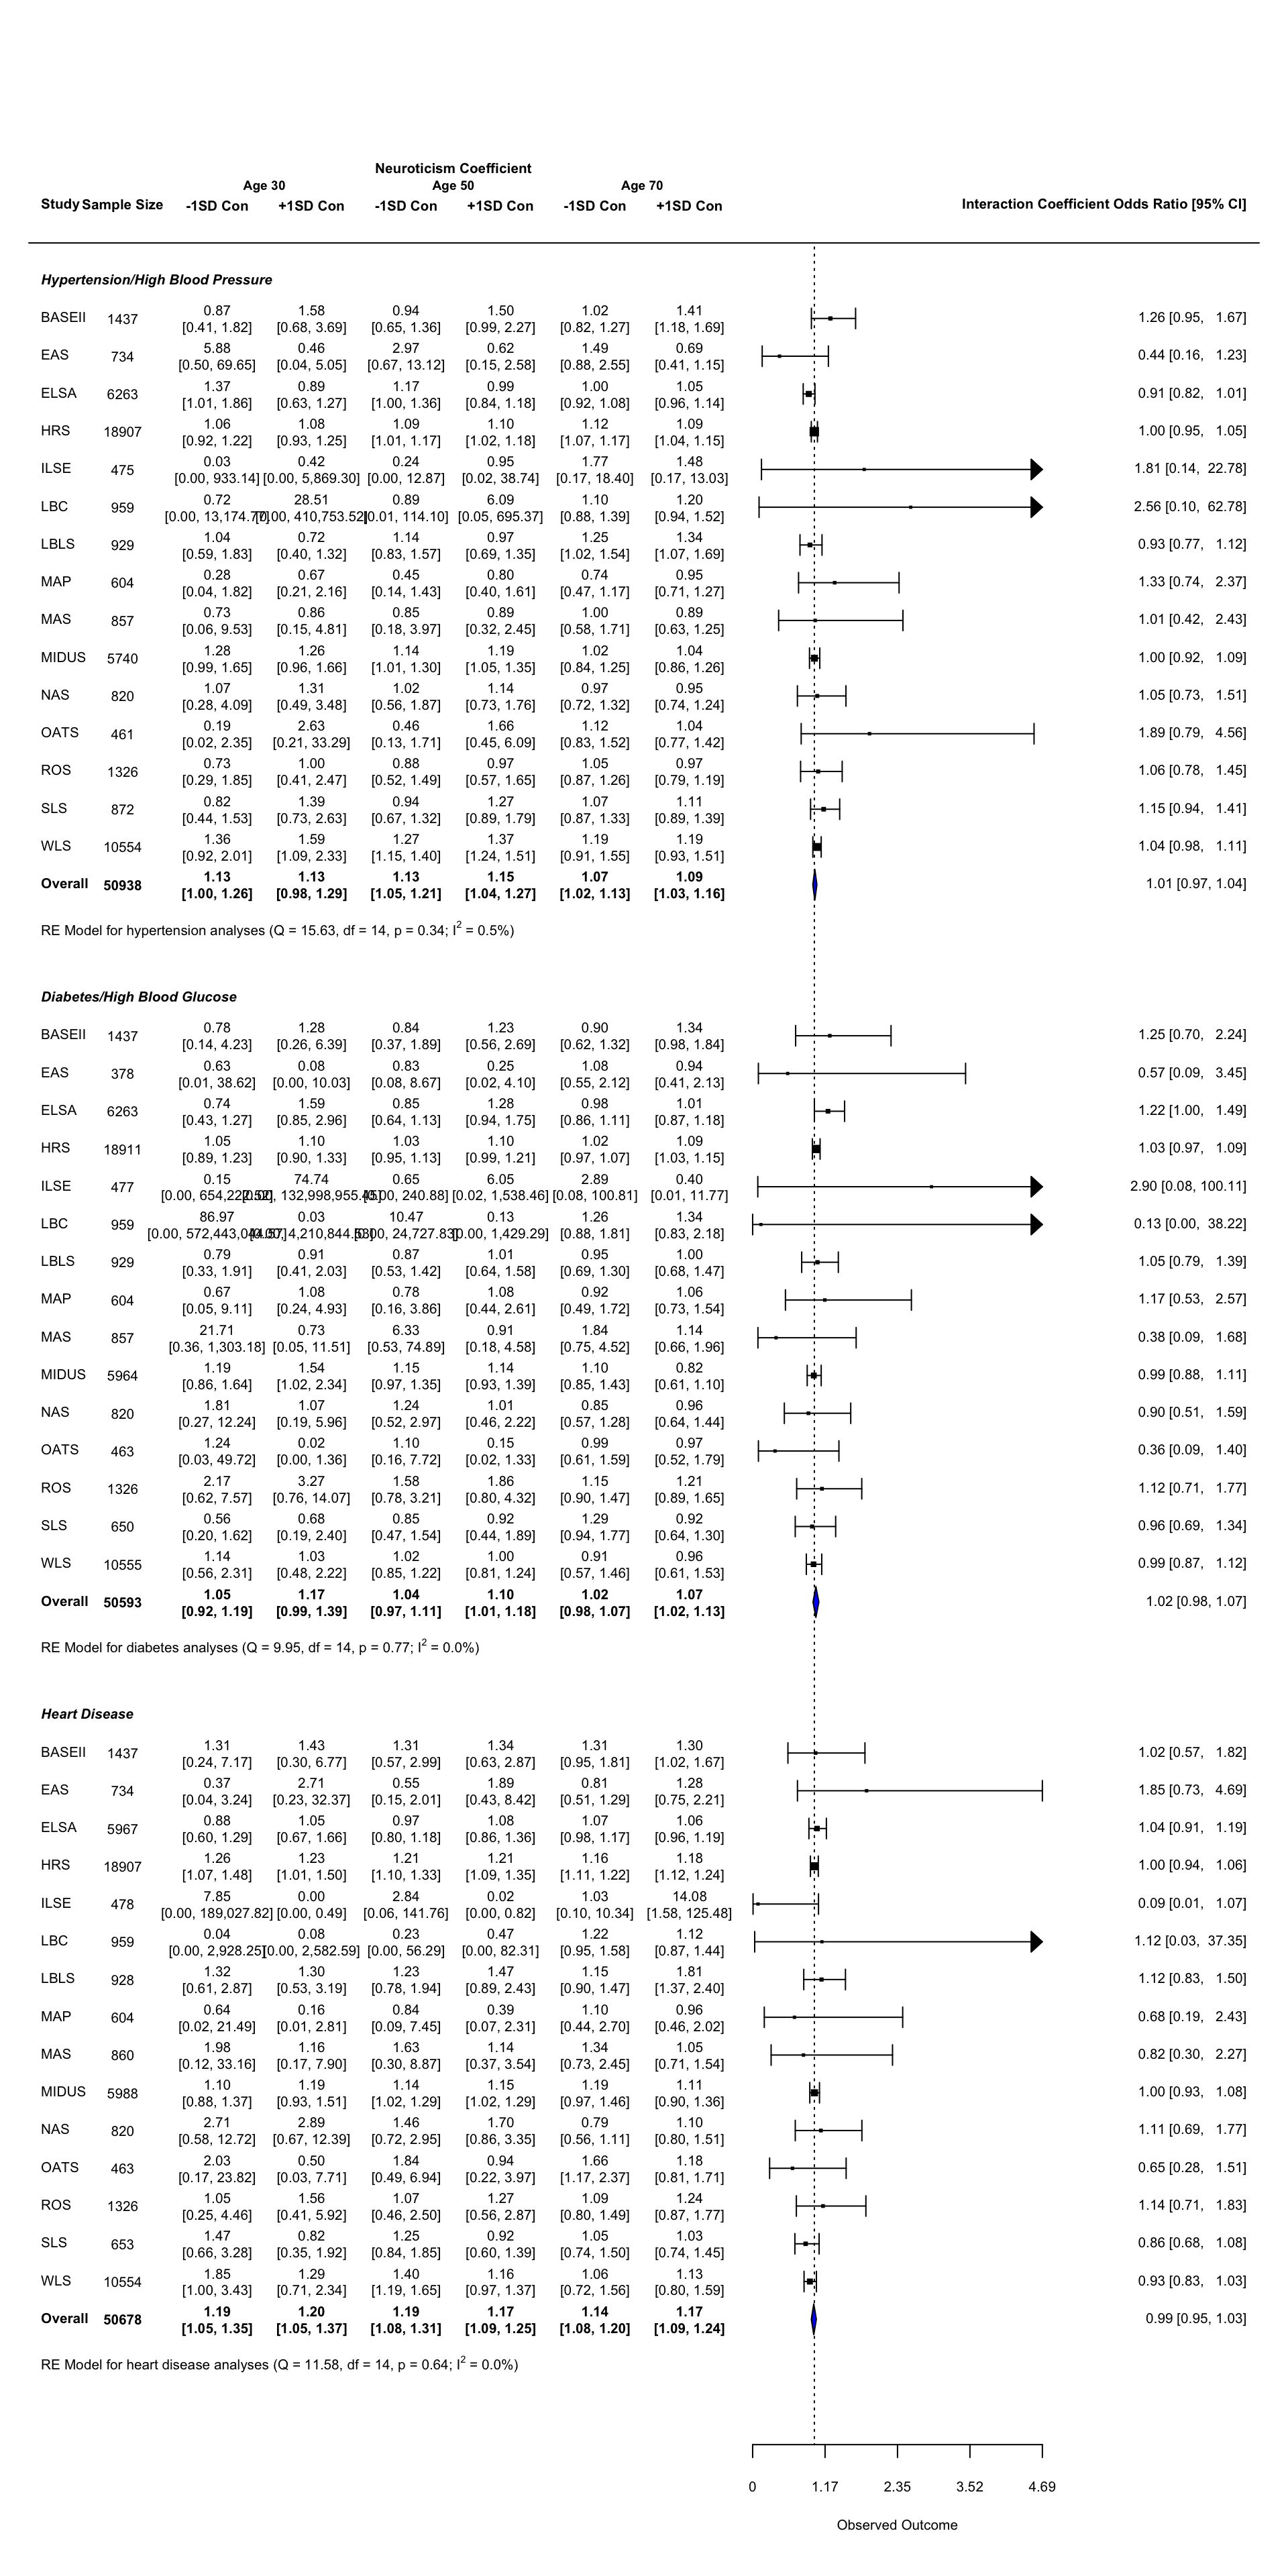 Neuroticism Coefficient
Age 30 Age 50 Age 70
Study Sample Size -1SD Con +1SD Con -1SD Con +1SD Con -1SD Con +1SD Con Interaction Coefficient Odds Ratio [95% CI]
Hypertension/High Blood Pressure
BASEII 1437 0.87 1.58 0.94 1.50 1.02 1.41 1.26 [0.95, 1.67]
[0.41, 1.82] [0.68, 3.69] [0.65, 1.36] [0.99, 2.27] [0.82, 1.27] [1.18, 1.69]
EAS 734 5.88 0.46 2.97 0.62 1.49 0.69 0.44 [0.16, 1.23]
[0.50, 69.65] [0.04, 5.05] [0.67, 13.12] [0.15, 2.58] [0.88, 2.55] [0.41, 1.15]
ELSA 6263 1.37 0.89 1.17 0.99 1.00 1.05 0.91 [0.82, 1.01]
[1.01, 1.86] [0.63, 1.27] [1.00, 1.36] [0.84, 1.18] [0.92, 1.08] [0.96, 1.14]
HRS 18907 1.06 1.08 1.09 1.10 1.12 1.09 1.00 [0.95, 1.05]
[0.92, 1.22] [0.93, 1.25] [1.01, 1.17] [1.02, 1.18] [1.07, 1.17] [1.04, 1.15]
ILSE 475 0.03 0.42 0.24 0.95 1.77 1.48 1.81 [0.14, 22.78]
[0.00, 933.14] [0.00, 5,869.30] [0.00, 12.87] [0.02, 38.74] [0.17, 18.40] [0.17, 13.03]
LBC 959 0.72 28.51 0.89 6.09 1.10 1.20 2.56 [0.10, 62.78]
[0.00, 410,753.52] [0.01, 114.10] [0.05, 695.37] [0.88, 1.39] [0.94, 1.52]
LBLS 929 1.04 0.72 1.14 0.97 1.25 1.34 0.93 [0.77, 1.12]
[0.59, 1.83] [0.40, 1.32] [0.83, 1.57] [0.69, 1.35] [1.02, 1.54] [1.07, 1.69]
MAP 604 0.28 0.67 0.45 0.80 0.74 0.95 1.33 [0.74, 2.37]
[0.04, 1.82] [0.21, 2.16] [0.14, 1.43] [0.40, 1.61] [0.47, 1.17] [0.71, 1.27]
MAS 857 0.73 0.86 0.85 0.89 1.00 0.89 1.01 [0.42, 2.43]
[0.06, 9.53] [0.15, 4.81] [0.18, 3.97] [0.32, 2.45] [0.58, 1.71] [0.63, 1.25]
MIDUS 5740 1.28 1.26 1.14 1.19 1.02 1.04 1.00 [0.92, 1.09]
[0.99, 1.65] [0.96, 1.66] [1.01, 1.30] [1.05, 1.35] [0.84, 1.25] [0.86, 1.26]
NAS 820 1.07 1.31 1.02 1.14 0.97 0.95 1.05 [0.73, 1.51]
[0.28, 4.09] [0.49, 3.48] [0.56, 1.87] [0.73, 1.76] [0.72, 1.32] [0.74, 1.24]
OATS 461 0.19 2.63 0.46 1.66 1.12 1.04 1.89 [0.79, 4.56]
[0.02, 2.35] [0.21, 33.29] [0.13, 1.71] [0.45, 6.09] [0.83, 1.52] [0.77, 1.42]
ROS 1326 0.73 1.00 0.88 0.97 1.05 0.97 1.06 [0.78, 1.45]
[0.29, 1.85] [0.41, 2.47] [0.52, 1.49] [0.57, 1.65] [0.87, 1.26] [0.79, 1.19]
SLS 872 0.82 1.39 0.94 1.27 1.07 1.11 1.15 [0.94, 1.41]
[0.44, 1.53] [0.73, 2.63] [0.67, 1.32] [0.89, 1.79] [0.87, 1.33] [0.89, 1.39]
WLS 10554 1.36 1.59 1.27 1.37 1.19 1.19 1.04 [0.98, 1.11]
[0.92, 2.01] [1.09, 2.33] [1.15, 1.40] [1.24, 1.51] [0.91, 1.55] [0.93, 1.51]
Overall 50938 1.13 1.13 1.13 1.15 1.07 1.09 1.01 [0.97, 1.04]
[1.00, 1.26] [0.98, 1.29] [1.05, 1.21] [1.04, 1.27] [1.02, 1.13] [1.03, 1.16]
RE Model for hypertension analyses (Q = 15.63, df = 14, p = 0.34; I² = 0.5%)
Diabetes/High Blood Glucose
BASEII 1437 0.78 1.28 0.84 1.23 0.90 1.34 1.25 [0.70, 2.24]
[0.14, 4.23] [0.26, 6.39] [0.37, 1.89] [0.56, 2.69] [0.62, 1.32] [0.98, 1.84]
EAS 378 0.63 0.08 0.83 0.25 1.08 0.94 0.57 [0.09, 3.45]
[0.01, 38.62] [0.00, 10.03] [0.08, 8.67] [0.02, 4.10] [0.55, 2.12] [0.41, 2.13]
ELSA 6263 0.74 1.59 0.85 1.28 0.98 1.01 1.22 [1.00, 1.49]
[0.43, 1.27] [0.85, 2.96] [0.64, 1.13] [0.94, 1.75] [0.86, 1.11] [0.87, 1.18]
HRS 18911 1.05 1.10 1.03 1.10 1.02 1.09 1.03 [0.97, 1.09]
[0.89, 1.23] [0.90, 1.33] [0.95, 1.13] [0.99, 1.21] [0.97, 1.07] [1.03, 1.15]
ILSE 477 0.15 74.74 0.65 6.05 2.89 0.40 2.90 [0.08, 100.11]
[0.02, 1,538.46] [0.08, 100.81] [0.01, 11.77]
LBC 959 86.97 0.03 10.47 0.13 1.26 1.34 0.13 [0.00, 38.22]
[0.00, 1,429.29] [0.88, 1.81] [0.83, 2.18]
LBLS 929 0.79 0.91 0.87 1.01 0.95 1.00 1.05 [0.79, 1.39]
[0.33, 1.91] [0.41, 2.03] [0.53, 1.42] [0.64, 1.58] [0.69, 1.30] [0.68, 1.47]
MAP 604 0.67 1.08 0.78 1.08 0.92 1.06 1.17 [0.53, 2.57]
[0.05, 9.11] [0.24, 4.93] [0.16, 3.86] [0.44, 2.61] [0.49, 1.72] [0.73, 1.54]
MAS 857 21.71 0.73 6.33 0.91 1.84 1.14 0.38 [0.09, 1.68]
[0.36, 1,303.18] [0.05, 11.51] [0.53, 74.89] [0.18, 4.58] [0.75, 4.52] [0.66, 1.96]
MIDUS 5964 1.19 1.54 1.15 1.14 1.10 0.82 0.99 [0.88, 1.11]
[0.86, 1.64] [1.02, 2.34] [0.97, 1.35] [0.93, 1.39] [0.85, 1.43] [0.61, 1.10]
NAS 820 1.81 1.07 1.24 1.01 0.85 0.96 0.90 [0.51, 1.59]
[0.27, 12.24] [0.19, 5.96] [0.52, 2.97] [0.46, 2.22] [0.57, 1.28] [0.64, 1.44]
OATS 463 1.24 0.02 1.10 0.15 0.99 0.97 0.36 [0.09, 1.40]
[0.03, 49.72] [0.00, 1.36] [0.16, 7.72] [0.02, 1.33] [0.61, 1.59] [0.52, 1.79]
ROS 1326 2.17 3.27 1.58 1.86 1.15 1.21 1.12 [0.71, 1.77]
[0.62, 7.57] [0.76, 14.07] [0.78, 3.21] [0.80, 4.32] [0.90, 1.47] [0.89, 1.65]
SLS 650 0.56 0.68 0.85 0.92 1.29 0.92 0.96 [0.69, 1.34]
[0.20, 1.62] [0.19, 2.40] [0.47, 1.54] [0.44, 1.89] [0.94, 1.77] [0.64, 1.30]
WLS 10555 1.14 1.03 1.02 1.00 0.91 0.96 0.99 [0.87, 1.12]
[0.56, 2.31] [0.48, 2.22] [0.85, 1.22] [0.81, 1.24] [0.57, 1.46] [0.61, 1.53]
Overall 50593 1.05 1.17 1.04 1.10 1.02 1.07 1.02 [0.98, 1.07]
[0.92, 1.19] [0.99, 1.39] [0.97, 1.11] [1.01, 1.18] [0.98, 1.07] [1.02, 1.13]
RE Model for diabetes analyses (Q = 9.95, df = 14, p = 0.77; I² = 0.0%)
Heart Disease
BASEII 1437 1.31 1.43 1.31 1.34 1.31 1.30 1.02 [0.57, 1.82]
[0.24, 7.17] [0.30, 6.77] [0.57, 2.99] [0.63, 2.87] [0.95, 1.81] [1.02, 1.67]
EAS 734 0.37 2.71 0.55 1.89 0.81 1.28 1.85 [0.73, 4.69]
[0.04, 3.24] [0.23, 32.37] [0.15, 2.01] [0.43, 8.42] [0.51, 1.29] [0.75, 2.21]
ELSA 5967 0.88 1.05 0.97 1.08 1.07 1.06 1.04 [0.91, 1.19]
[0.60, 1.29] [0.67, 1.66] [0.80, 1.18] [0.86, 1.36] [0.98, 1.17] [0.96, 1.19]
HRS 18907 1.26 1.23 1.21 1.21 1.16 1.18 1.00 [0.94, 1.06]
[1.07, 1.48] [1.01, 1.50] [1.10, 1.33] [1.09, 1.35] [1.11, 1.22] [1.12, 1.24]
ILSE 478 7.85 0.00 2.84 0.02 1.03 14.08 0.09 [0.01, 1.07]
[0.00, 189,027.82] [0.00, 0.49] [0.06, 141.76] [0.00, 0.82] [0.10, 10.34] [1.58, 125.48]
LBC 959 0.04 0.08 0.23 0.47 1.22 1.12 1.12 [0.03, 37.35]
[0.00, 2,928.25] [0.00, 2,582.59] [0.00, 56.29] [0.00, 82.31] [0.95, 1.58] [0.87, 1.44]
LBLS 928 1.32 1.30 1.23 1.47 1.15 1.81 1.12 [0.83, 1.50]
[0.61, 2.87] [0.53, 3.19] [0.78, 1.94] [0.89, 2.43] [0.90, 1.47] [1.37, 2.40]
MAP 604 0.64 0.16 0.84 0.39 1.10 0.96 0.68 [0.19, 2.43]
[0.02, 21.49] [0.01, 2.81] [0.09, 7.45] [0.07, 2.31] [0.44, 2.70] [0.46, 2.02]
MAS 860 1.98 1.16 1.63 1.14 1.34 1.05 0.82 [0.30, 2.27]
[0.12, 33.16] [0.17, 7.90] [0.30, 8.87] [0.37, 3.54] [0.73, 2.45] [0.71, 1.54]
MIDUS 5988 1.10 1.19 1.14 1.15 1.19 1.11 1.00 [0.93, 1.08]
[0.88, 1.37] [0.93, 1.51] [1.02, 1.29] [1.02, 1.29] [0.97, 1.46] [0.90, 1.36]
NAS 820 2.71 2.89 1.46 1.70 0.79 1.10 1.11 [0.69, 1.77]
[0.58, 12.72] [0.67, 12.39] [0.72, 2.95] [0.86, 3.35] [0.56, 1.11] [0.80, 1.51]
OATS 463 2.03 0.50 1.84 0.94 1.66 1.18 0.65 [0.28, 1.51]
[0.17, 23.82] [0.03, 7.71] [0.49, 6.94] [0.22, 3.97] [1.17, 2.37] [0.81, 1.71]
ROS 1326 1.05 1.56 1.07 1.27 1.09 1.24 1.14 [0.71, 1.83]
[0.25, 4.46] [0.41, 5.92] [0.46, 2.50] [0.56, 2.87] [0.80, 1.49] [0.87, 1.77]
SLS 653 1.47 0.82 1.25 0.92 1.05 1.03 0.86 [0.68, 1.08]
[0.66, 3.28] [0.35, 1.92] [0.84, 1.85] [0.60, 1.39] [0.74, 1.50] [0.74, 1.45]
WLS 10554 1.85 1.29 1.40 1.16 1.06 1.13 0.93 [0.83, 1.03]
[1.00, 3.43] [0.71, 2.34] [1.19, 1.65] [0.97, 1.37] [0.72, 1.56] [0.80, 1.59]
Overall 50678 1.19 1.20 1.19 1.17 1.14 1.17 0.99 [0.95, 1.03]
[1.05, 1.35] [1.05, 1.37] [1.08, 1.31] [1.09, 1.25] [1.08, 1.20] [1.09, 1.24]
RE Model for heart disease analyses (Q = 11.58, df = 14, p = 0.64; I² = 0.0%)
0 1.17 2.35 3.52 4.69
Observed Outcome